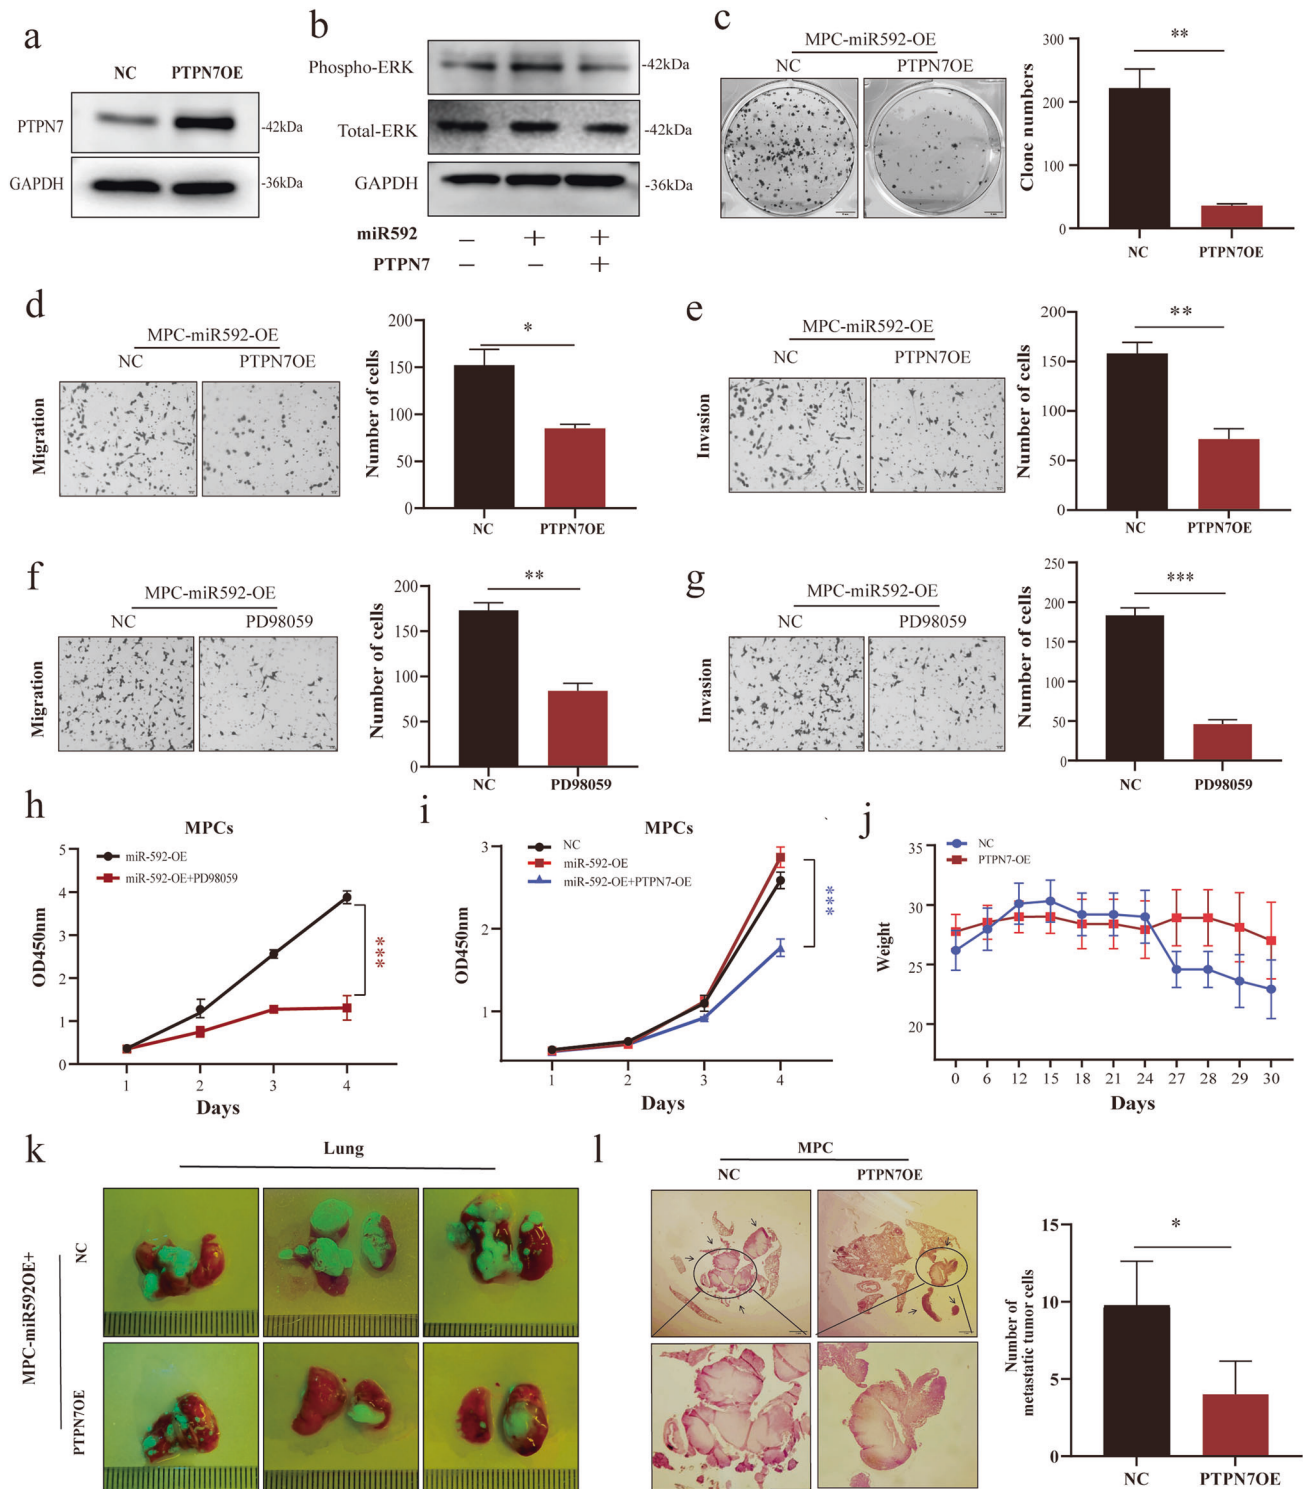 a
NC PTPN7OE
PTPN7 -42kDa
GAPDH -36kDa
b
Phospho-ERK -42kDa
Total-ERK -42kDa
GAPDH -36kDa
miR592 — + +
PTPN7 — — +
c
MPC-miR592-OE
NC PTPN7OE
Clone numbers
300
200
100
0
**
NC PTPN7OE
d
MPC-miR592-OE
NC PTPN7OE
Migration
Number of cells
200
150
100
50
0
*
NC PTPN7OE
e
MPC-miR592-OE
NC PTPN7OE
Invasion
Number of cells
200
150
100
50
0
**
NC PTPN7OE
f
MPC-miR592-OE
NC PD98059
Migration
Number of cells
200
150
100
50
0
**
NC PD98059
g
MPC-miR592-OE
NC PD98059
Invasion
Number of cells
250
200
150
100
50
0
***
NC PD98059
h
MPCs
miR-592-OE
miR-592-OE+PD98059
OD450nm
5
4
3
2
1
0
***
1 2 3 4
Days
i
MPCs
NC
miR-592-OE
miR-592-OE+PTPN7-OE
OD450nm
3
2
1
***
1 2 3 4
Days
j
NC
PTPN7-OE
Weight
35
30
25
20
0 6 12 15 18 21 24 27 28 29 30
Days
k
Lung
MPC-miR592OE+
NC
PTPN7OE
l
MPC
NC PTPN7OE
Number of
metastatic tumor cells
15
10
5
0
*
NC PTPN7OE